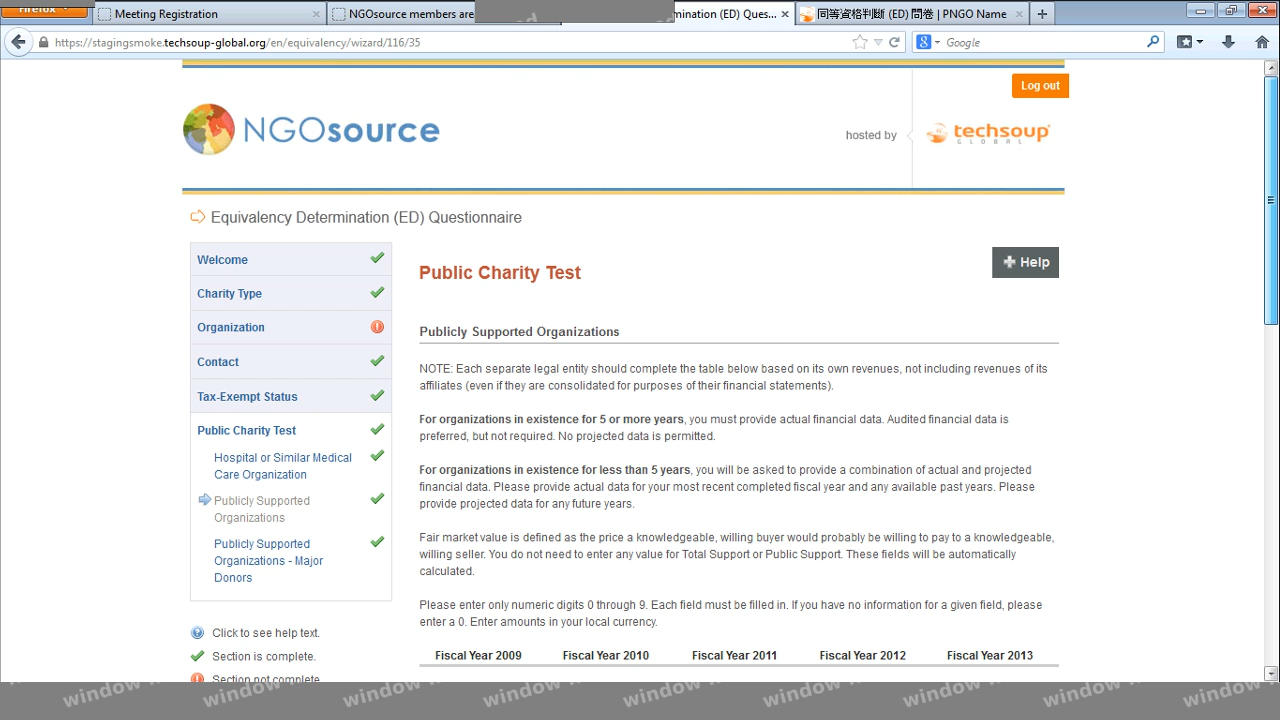 Firefox
Meeting Registration
NGOsource members are
mination (ED) Ques...
同等資格判斷 (ED) 問卷 | PNGO Name
https://stagingsmoke.techsoup-global.org/en/equivalency/wizard/116/35
Google
Log out
NGOsource
hosted by
techsoup
GLOBAL
Equivalency Determination (ED) Questionnaire
Welcome
Charity Type
Organization
Contact
Tax-Exempt Status
Public Charity Test
Hospital or Similar Medical
Care Organization
Publicly Supported
Organizations
Publicly Supported
Organizations - Major
Donors
Click to see help text.
Section is complete.
Section not complete
Help
Public Charity Test
Publicly Supported Organizations
NOTE: Each separate legal entity should complete the table below based on its own revenues, not including revenues of its
affiliates (even if they are consolidated for purposes of their financial statements).
For organizations in existence for 5 or more years, you must provide actual financial data. Audited financial data is
preferred, but not required. No projected data is permitted.
For organizations in existence for less than 5 years, you will be asked to provide a combination of actual and projected
financial data. Please provide actual data for your most recent completed fiscal year and any available past years. Please
provide projected data for any future years.
Fair market value is defined as the price a knowledgeable, willing buyer would probably be willing to pay to a knowledgeable,
willing seller. You do not need to enter any value for Total Support or Public Support. These fields will be automatically
calculated.
Please enter only numeric digits 0 through 9. Each field must be filled in. If you have no information for a given field, please
enter a 0. Enter amounts in your local currency.
Fiscal Year 2009 Fiscal Year 2010 Fiscal Year 2011 Fiscal Year 2012 Fiscal Year 2013
window window window window window window window window window window